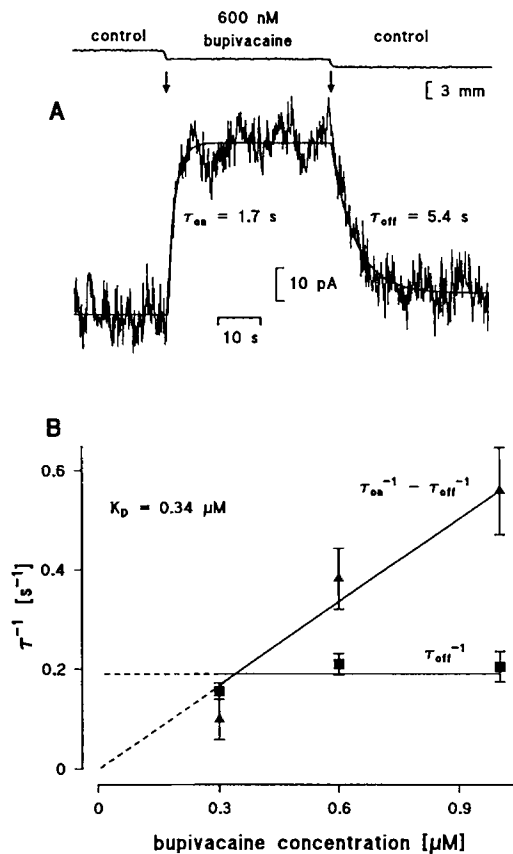 600 nM
control bupivacaine control
3 mm
A
τon = 1.7 s τoff = 5.4 s
10 pA
10 s
B
0.6
τon⁻¹ − τoff⁻¹
KD = 0.34 μM
0.4
τ⁻¹ [s⁻¹]
τoff⁻¹
0.2
0
0 0.3 0.6 0.9
bupivacaine concentration [μM]